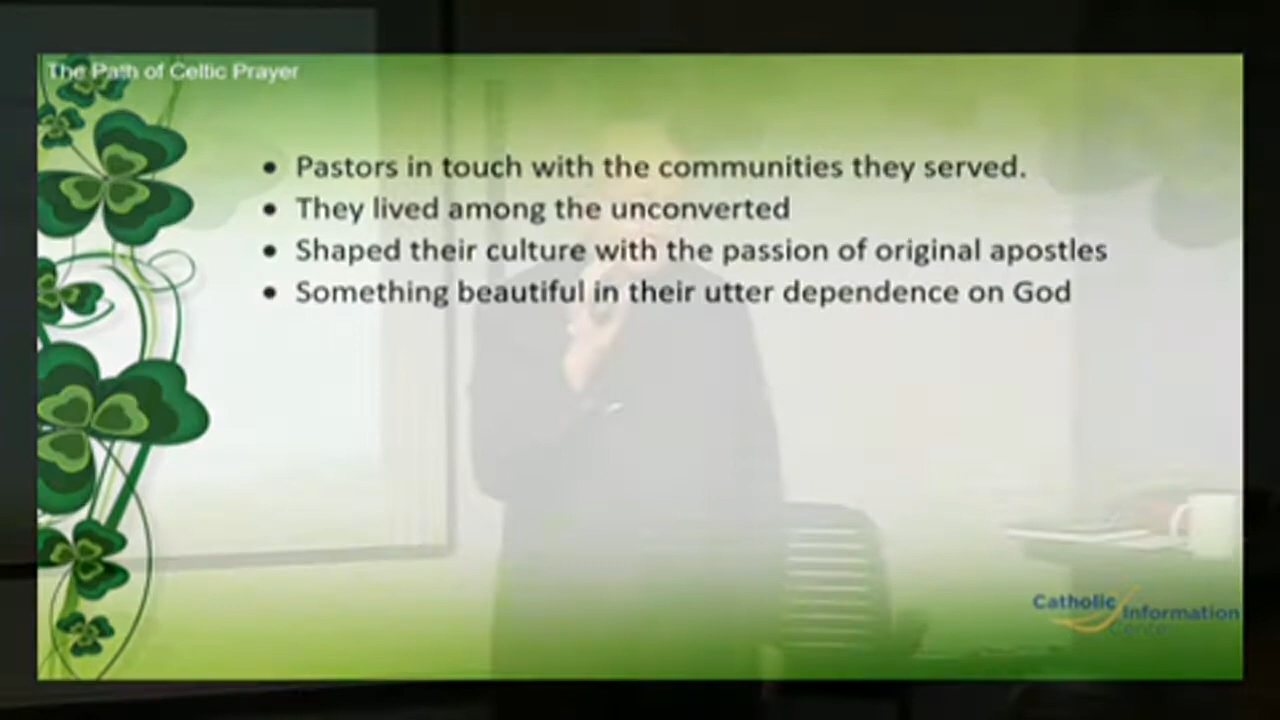 The Path of Celtic Prayer
• Pastors in touch with the communities they served.
• They lived among the unconverted
• Shaped their culture with the passion of original apostles
• Something beautiful in their utter dependence on God
Catholic Information
Center